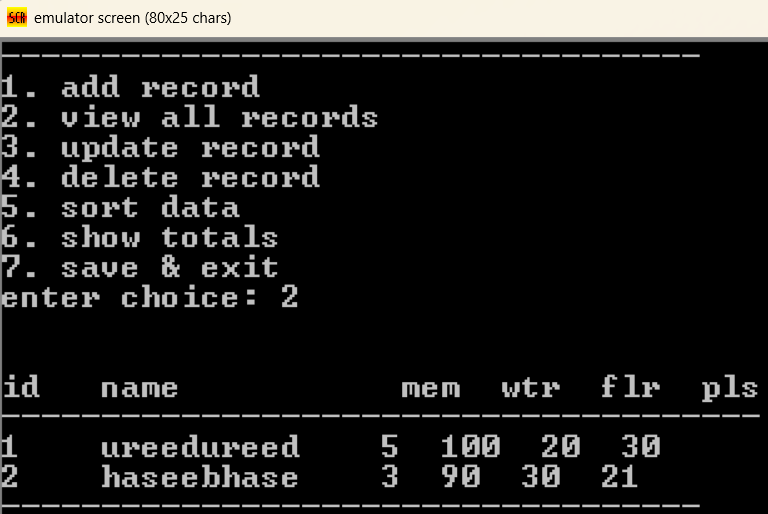 SCR emulator screen (80x25 chars)
-----------------------------------
1. add record
2. view all records
3. update record
4. delete record
5. sort data
6. show totals
7. save & exit
enter choice: 2
id   name           mem  wtr  flr  pls
--------------------------------------
1    ureedureed    5  100  20  30
2    haseebhase    3  90  30  21
-----------------------------------